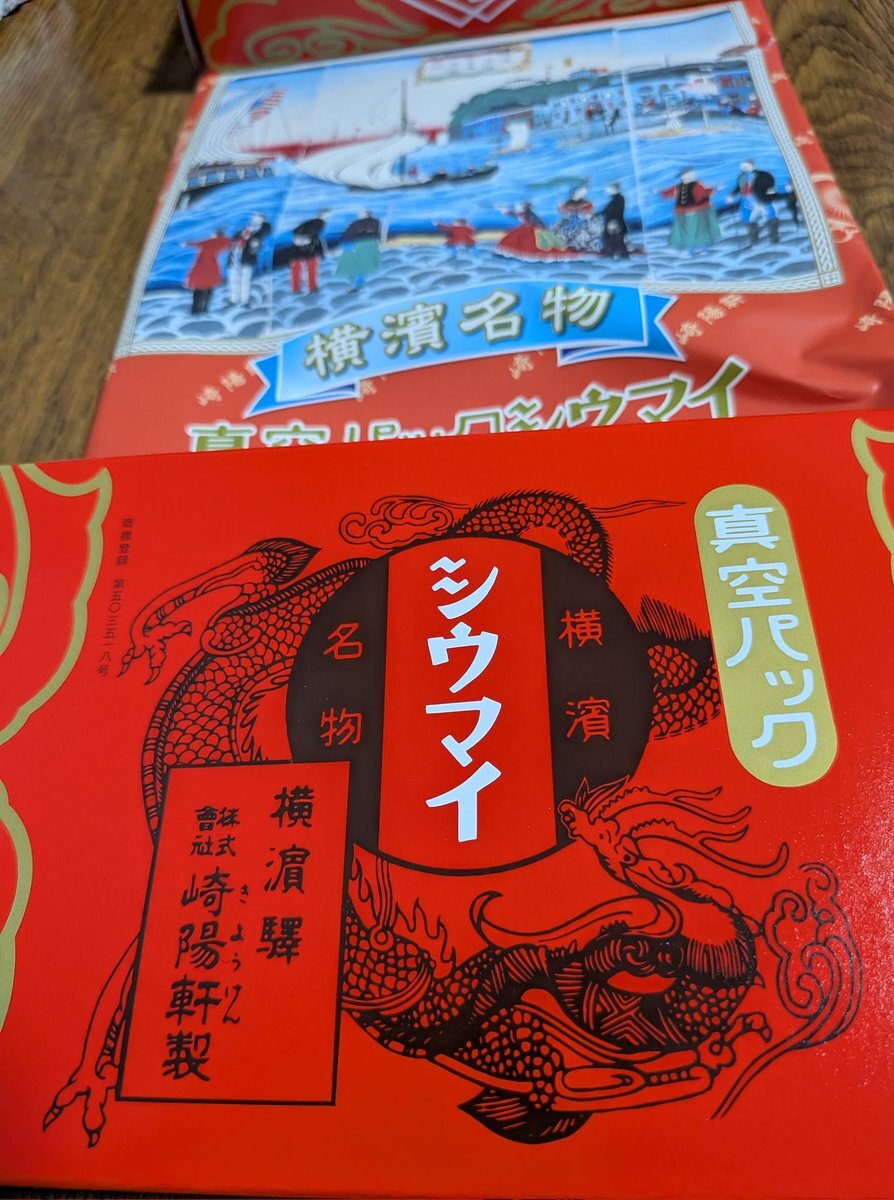 横濱名物
真空パックシウマイ
真空パック
横濱
シウマイ
名物
商標登録 第五〇三五一八号
横濱驛
株式會社 崎陽軒製
きようけん